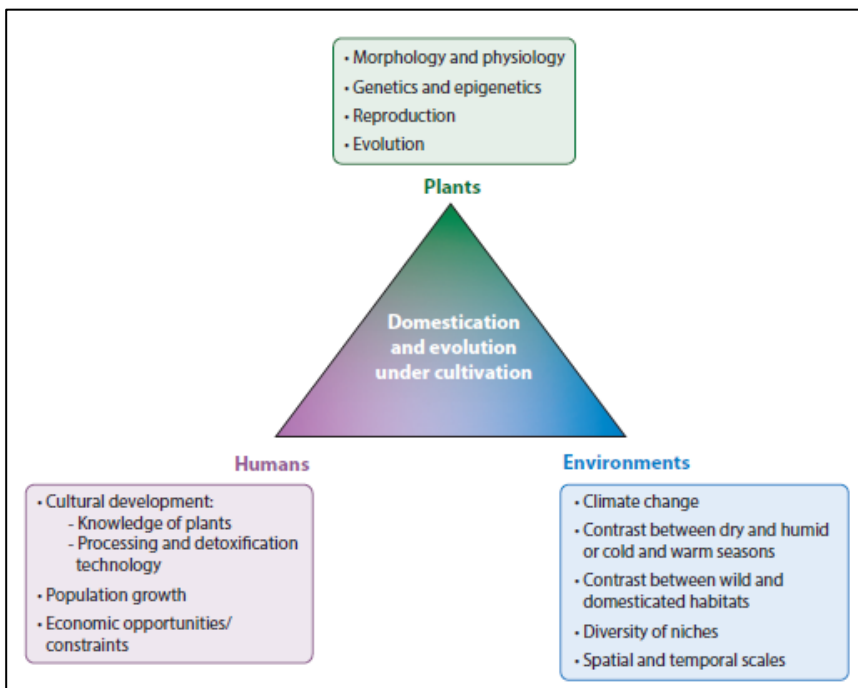 • Morphology and physiology
• Genetics and epigenetics
• Reproduction
• Evolution
Plants
Domestication
and evolution
under cultivation
Humans
• Cultural development:
- Knowledge of plants
- Processing and detoxification
technology
• Population growth
• Economic opportunities/
constraints
Environments
• Climate change
• Contrast between dry and humid
or cold and warm seasons
• Contrast between wild and
domesticated habitats
• Diversity of niches
• Spatial and temporal scales